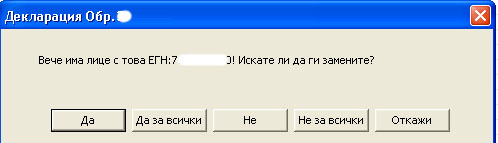 Декларация Обр.
Вече има лице с това ЕГН:7 0! Искате ли да ги замените?
Да Да за всички Не Не за всички Откажи